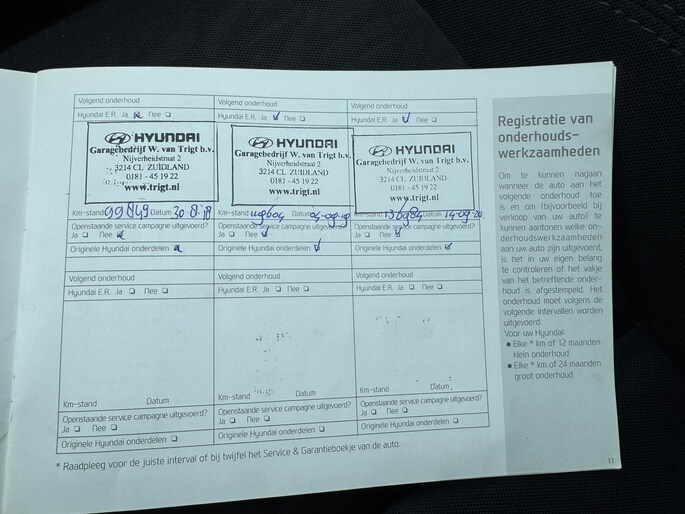 Volgend onderhoud
Hyundai E.R. Ja Nee
HYUNDAI
Garagebedrijf W. van Trigt b.v.
Nijverheidstraat 2
3214 CL ZUIDLAND
0181 - 45 19 22
www.trigt.nl
Km-stand 99849 Datum 30-8-18
Openstaande service campagne uitgevoerd?
Ja Nee
Originele Hyundai onderdelen
Volgend onderhoud
Hyundai E.R. Ja Nee
HYUNDAI
Garagebedrijf W. van Trigt b.v.
Nijverheidstraat 2
3214 CL ZUIDLAND
0181 - 45 19 22
www.trigt.nl
Km-stand 119604 Datum 04-09-19
Openstaande service campagne uitgevoerd?
Ja Nee
Originele Hyundai onderdelen
Volgend onderhoud
Hyundai E.R. Ja Nee
HYUNDAI
Garagebedrijf W. van Trigt b.v.
Nijverheidstraat 2
3214 CL ZUIDLAND
0181 - 45 19 22
www.trigt.nl
Km-stand 136984 Datum 14-09-20
Openstaande service campagne uitgevoerd?
Ja Nee
Originele Hyundai onderdelen
Volgend onderhoud
Hyundai E.R. Ja Nee
Km-stand Datum
Openstaande service campagne uitgevoerd?
Ja Nee
Originele Hyundai onderdelen
Volgend onderhoud
Hyundai E.R. Ja Nee
Km-stand Datum
Openstaande service campagne uitgevoerd?
Ja Nee
Originele Hyundai onderdelen
Volgend onderhoud
Hyundai E.R. Ja Nee
Km-stand Datum
Openstaande service campagne uitgevoerd?
Ja Nee
Originele Hyundai onderdelen
* Raadpleeg voor de juiste interval of bij twijfel het Service & Garantieboekje van de auto.
Registratie van
onderhouds-
werkzaamheden
Om te kunnen nagaan
wanneer de auto aan het
volgende onderhoud toe
is en om (bijvoorbeeld bij
verkoop van uw auto) te
kunnen aantonen welke on-
derhoudswerkzaamheden
aan uw auto zijn uitgevoerd,
is het in uw eigen belang
te controleren of het vakje
van het betreffende onder-
houd is afgestempeld. Het
onderhoud moet volgens de
volgende intervallen worden
uitgevoerd.
Voor uw Hyundai:
● Elke * km of 12 maanden
klein onderhoud
● Elke * km of 24 maanden
groot onderhoud
11